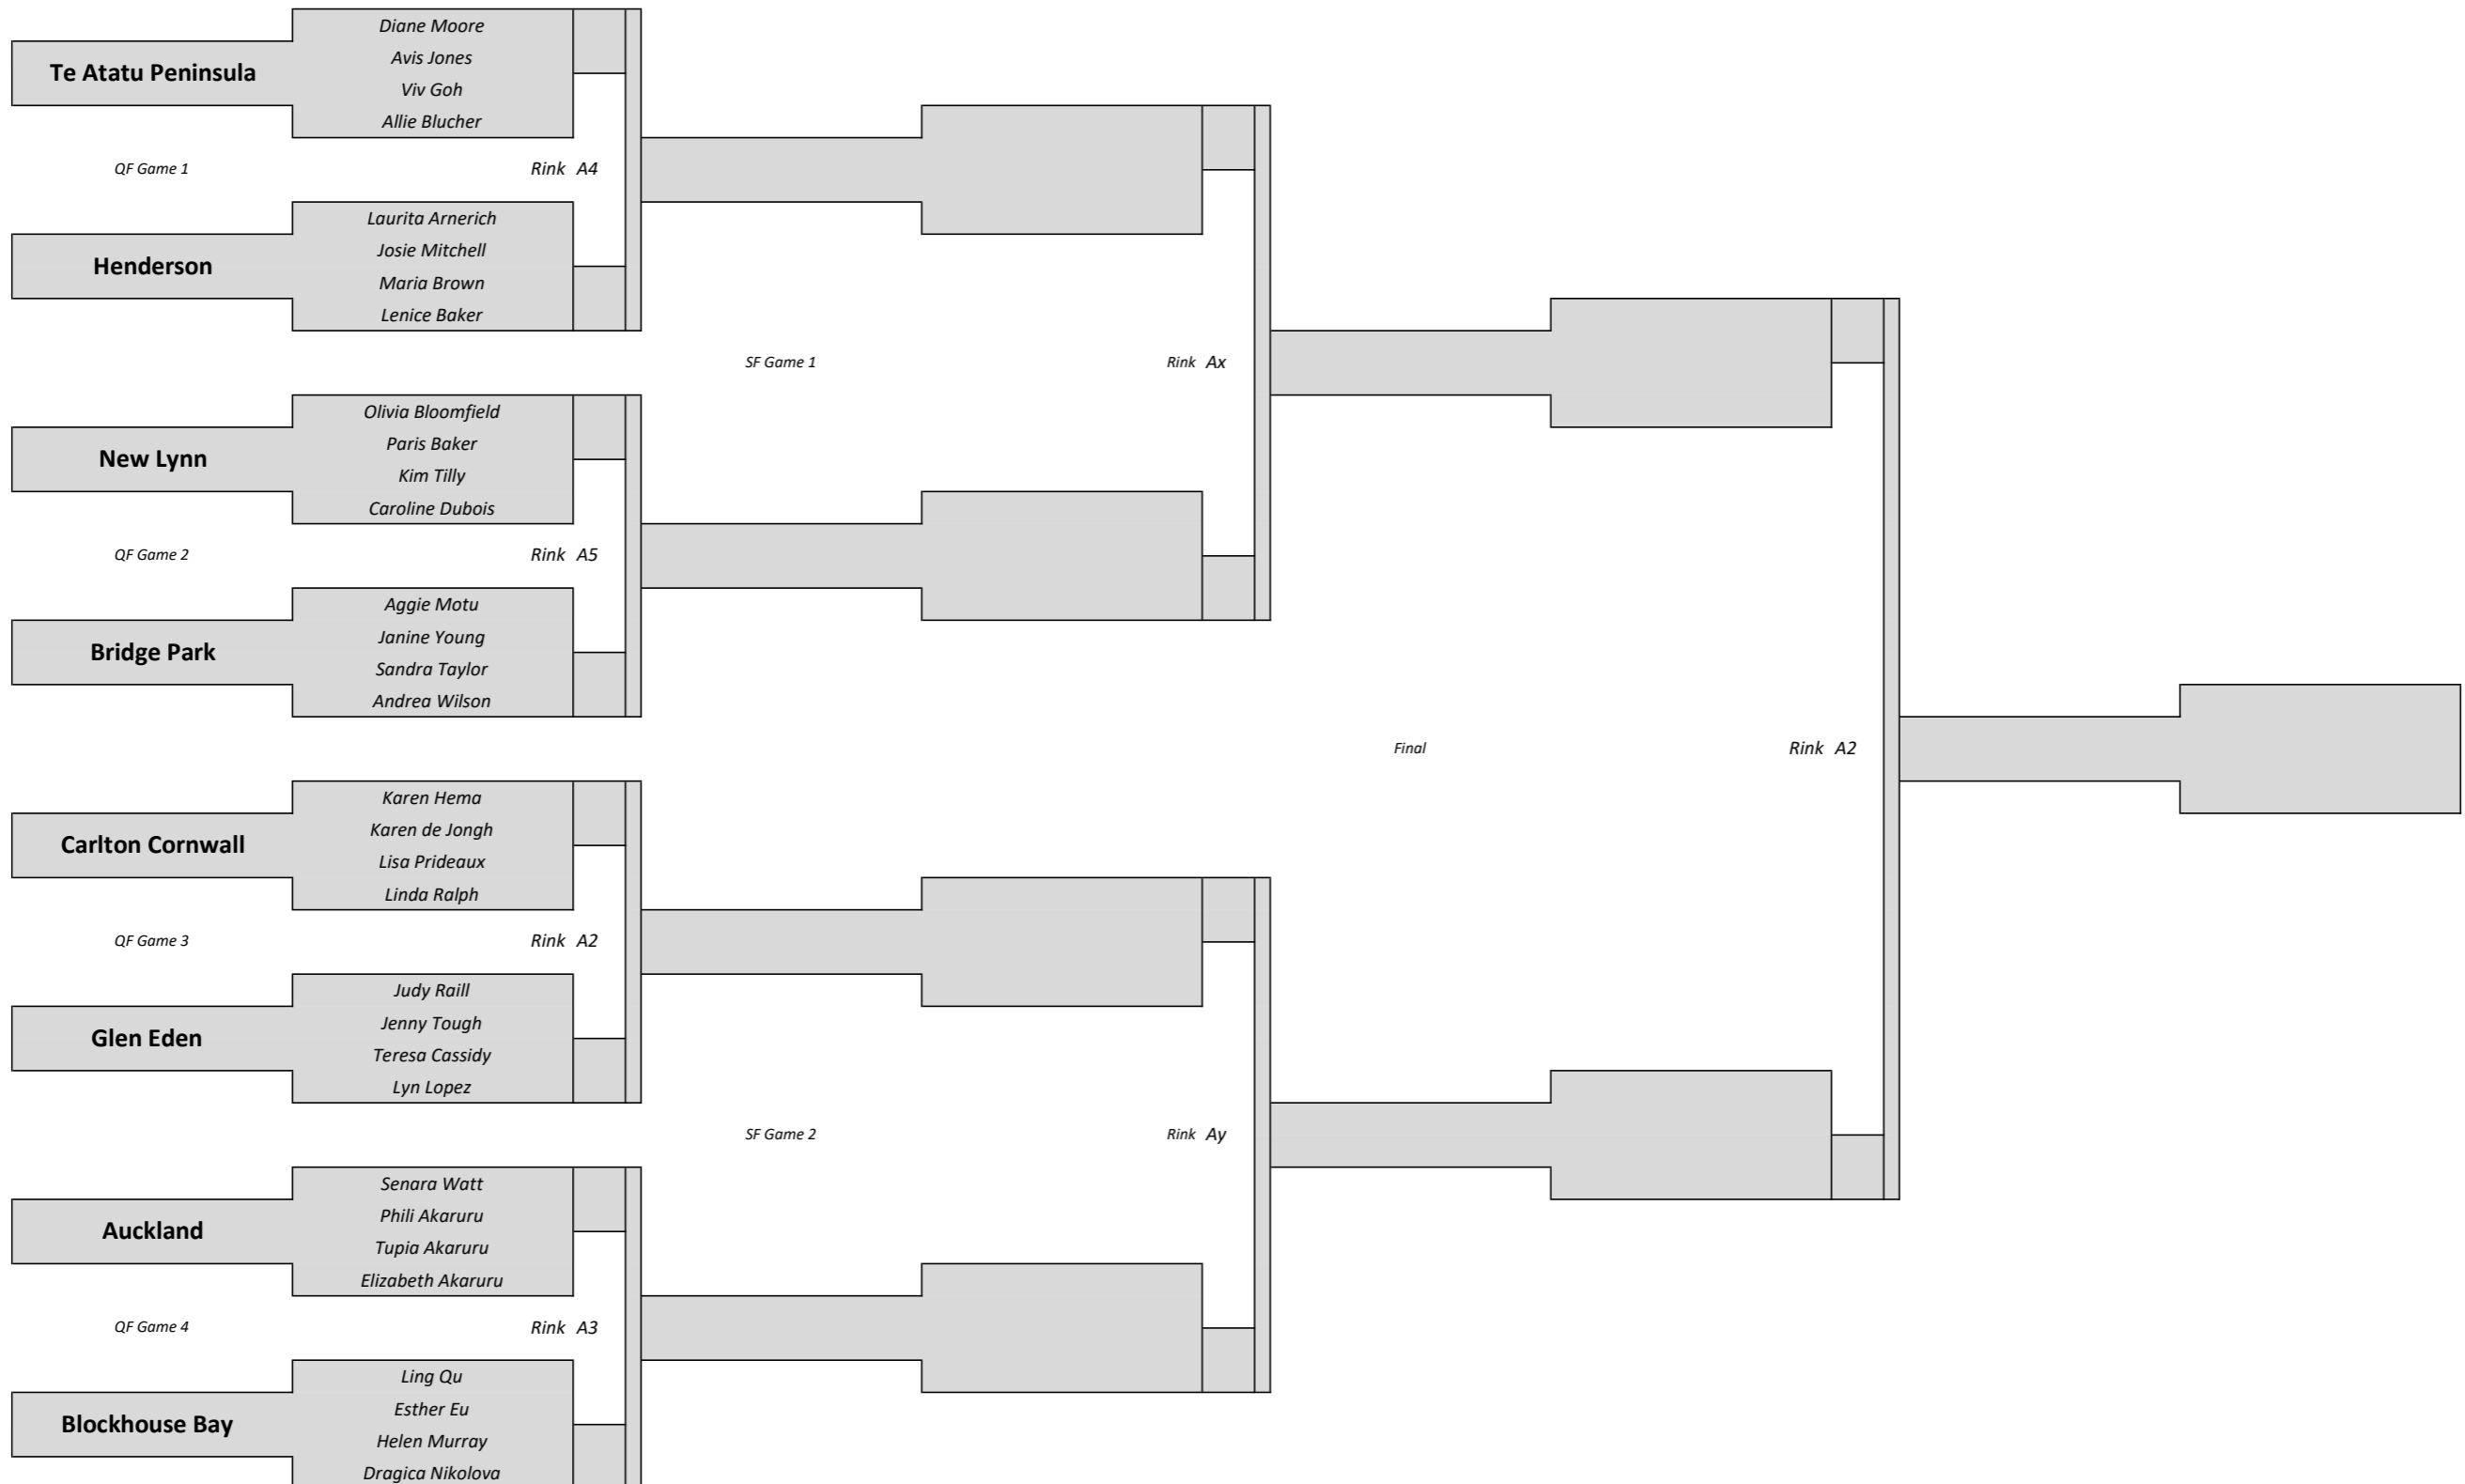 Diane Moore
Te Atatu Peninsula
Avis Jones
Viv Goh
Allie Blucher
QF Game 1
Rink A4
Laurita Arnerich
Henderson
Josie Mitchell
Maria Brown
Lenice Baker
SF Game 1
Rink Ax
Olivia Bloomfield
New Lynn
Paris Baker
Kim Tilly
Caroline Dubois
QF Game 2
Rink A5
Aggie Motu
Bridge Park
Janine Young
Sandra Taylor
Andrea Wilson
Final
Rink A2
Karen Hema
Carlton Cornwall
Karen de Jongh
Lisa Prideaux
Linda Ralph
QF Game 3
Rink A2
Judy Raill
Glen Eden
Jenny Tough
Teresa Cassidy
Lyn Lopez
SF Game 2
Rink Ay
Senara Watt
Auckland
Phili Akaruru
Tupia Akaruru
Elizabeth Akaruru
QF Game 4
Rink A3
Ling Qu
Blockhouse Bay
Esther Eu
Helen Murray
Dragica Nikolova